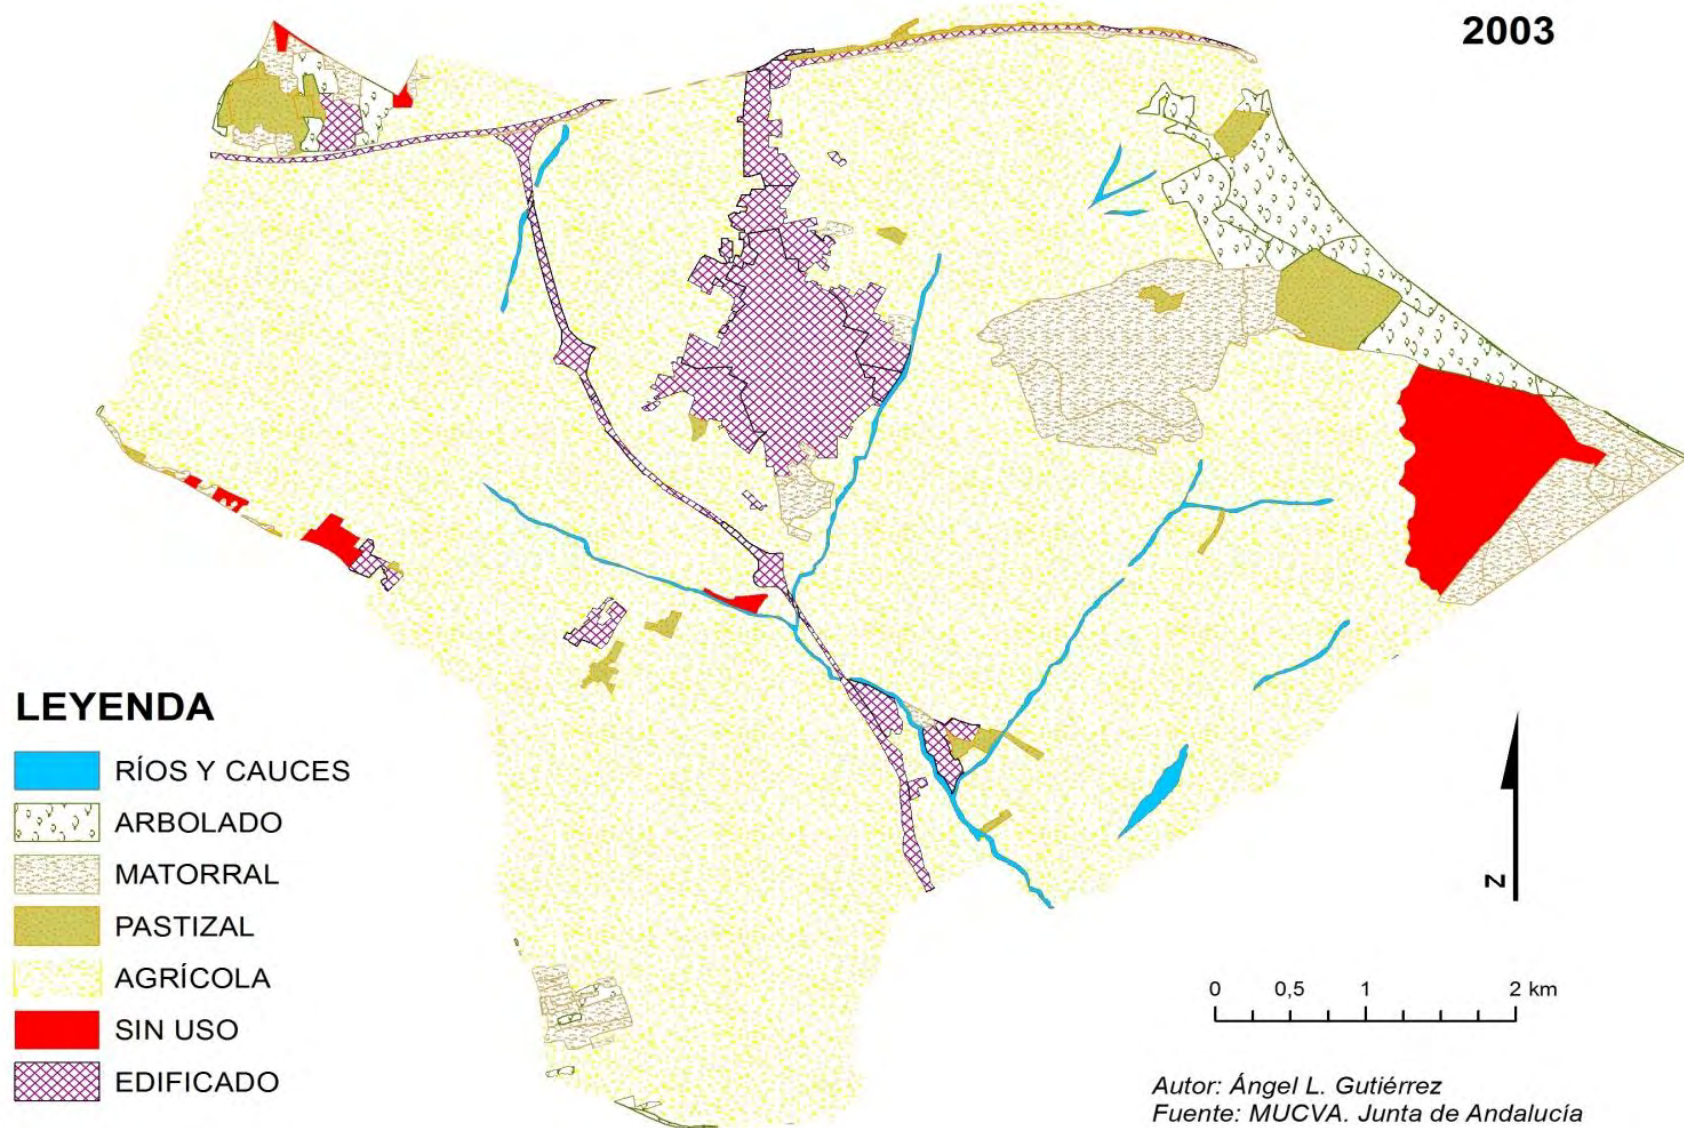 2003
LEYENDA
RÍOS Y CAUCES
ARBOLADO
MATORRAL
PASTIZAL
AGRÍCOLA
SIN USO
EDIFICADO
N
0 0,5 1 2 km
Autor: Ángel L. Gutiérrez
Fuente: MUCVA. Junta de Andalucía